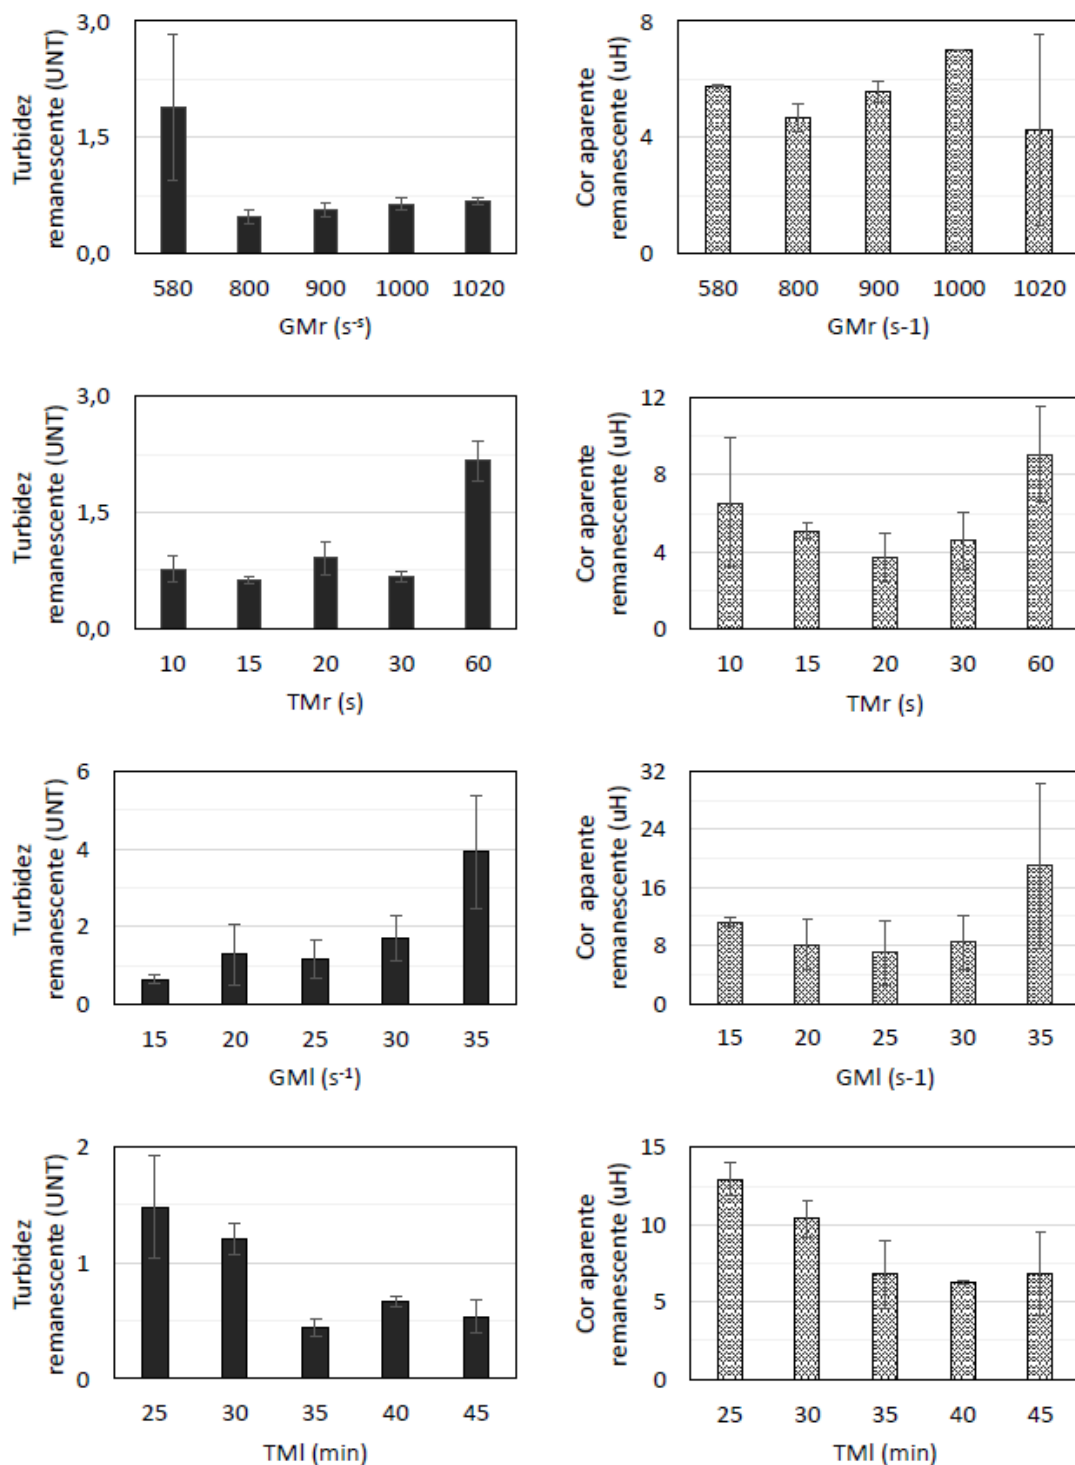 Turbidez
remanescente (UNT)
3,0
1,5
0,0
580 800 900 1000 1020
GMr (s⁻ˢ)
Cor aparente
remanescente (uH)
8
4
0
580 800 900 1000 1020
GMr (s-1)
Turbidez
remanescente (UNT)
3,0
1,5
0,0
10 15 20 30 60
TMr (s)
Cor aparente
remanescente (uH)
12
8
4
0
10 15 20 30 60
TMr (s)
Turbidez
remanescente (UNT)
6
4
2
0
15 20 25 30 35
GMl (s⁻¹)
Cor aparente
remanescente (uH)
32
24
16
8
0
15 20 25 30 35
GMl (s-1)
Turbidez
remanescente (UNT)
2
1
0
25 30 35 40 45
TMl (min)
Cor aparente
remanescente (uH)
15
10
5
0
25 30 35 40 45
TMl (min)